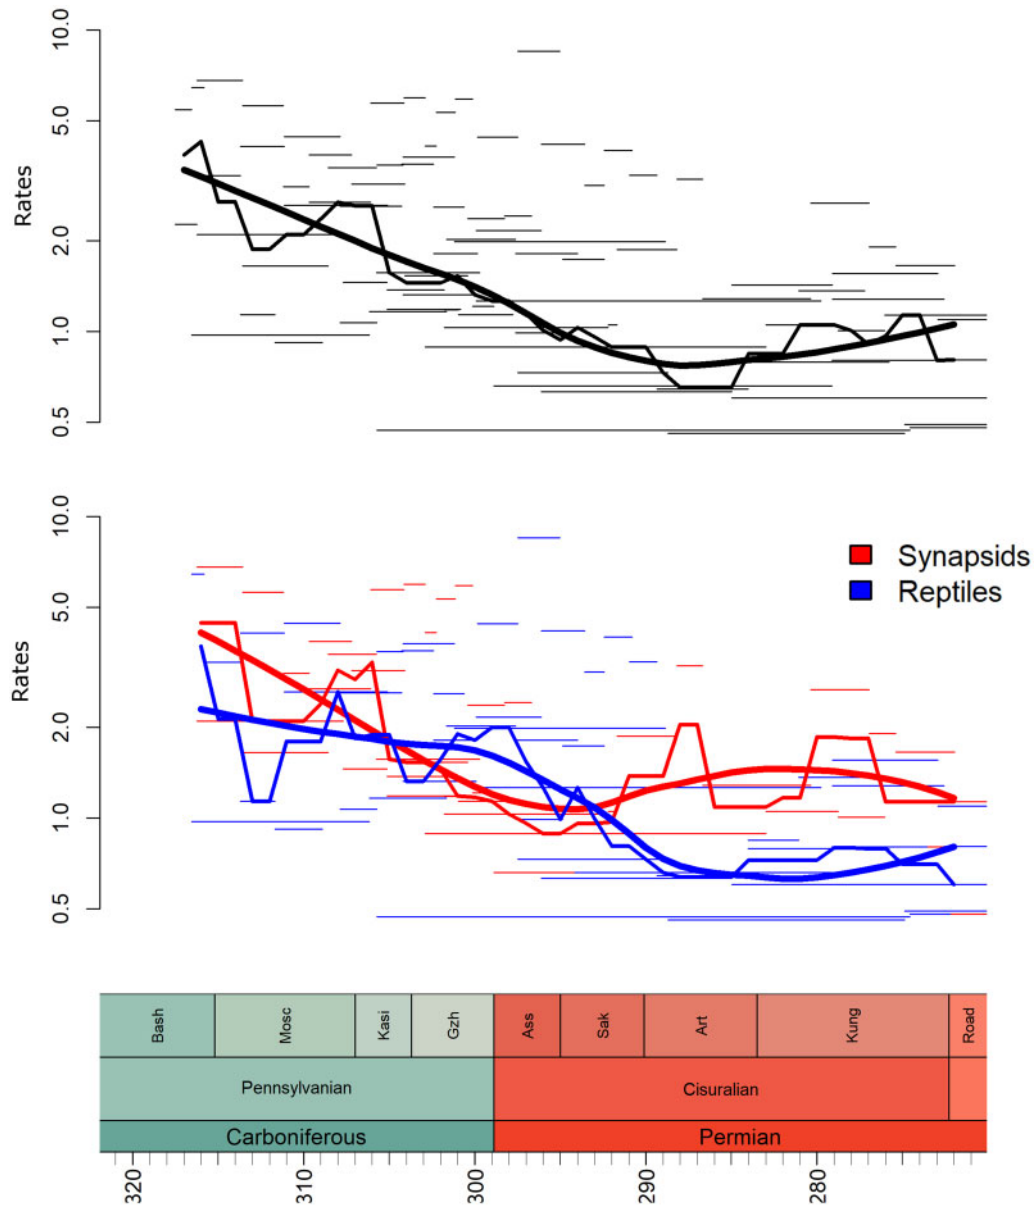 10.0
5.0
2.0
1.0
0.5
Rates
10.0
5.0
2.0
1.0
0.5
Rates
Synapsids
Reptiles
Bash Mosc Kasi Gzh Ass Sak Art Kung Road
Pennsylvanian Cisuralian
Carboniferous Permian
320 310 300 290 280